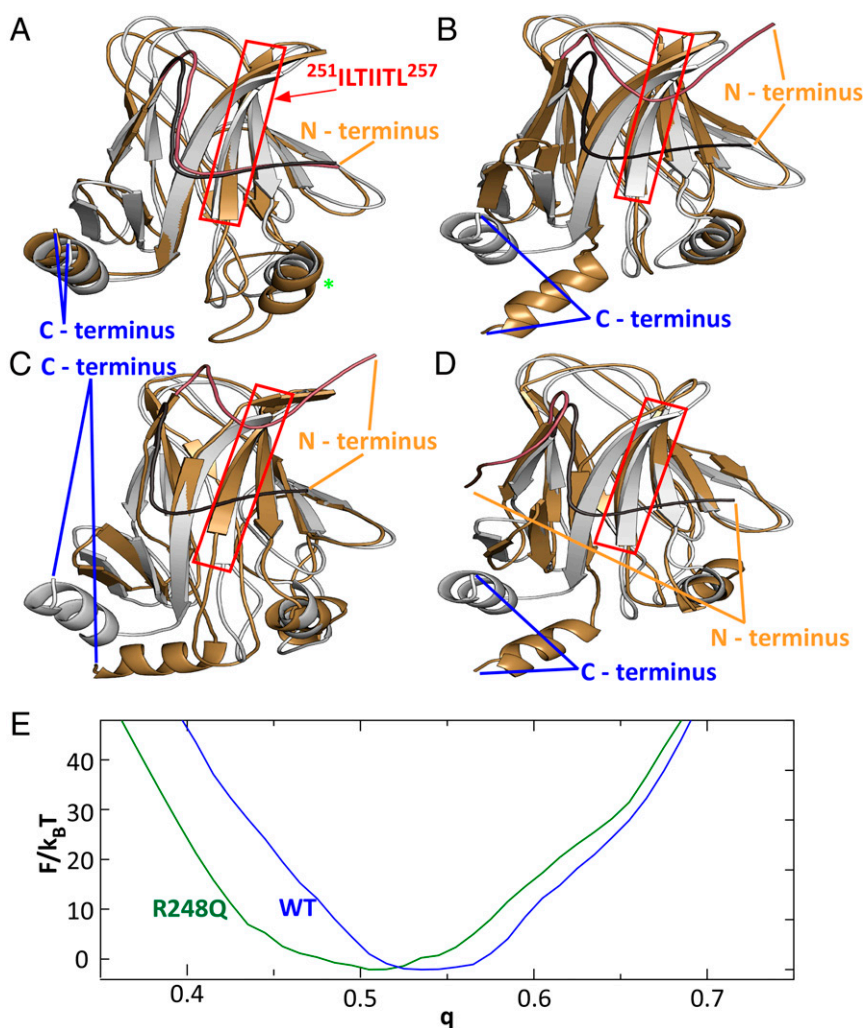 A
B
²⁵¹ILTIITL²⁵⁷
N - terminus
N - terminus
*
C - terminus
C - terminus
C - terminus
C
D
N - terminus
N - terminus
C - terminus
E
F/k_BT
40
30
20
10
0
R248Q
WT
0.4
0.5
0.6
0.7
q